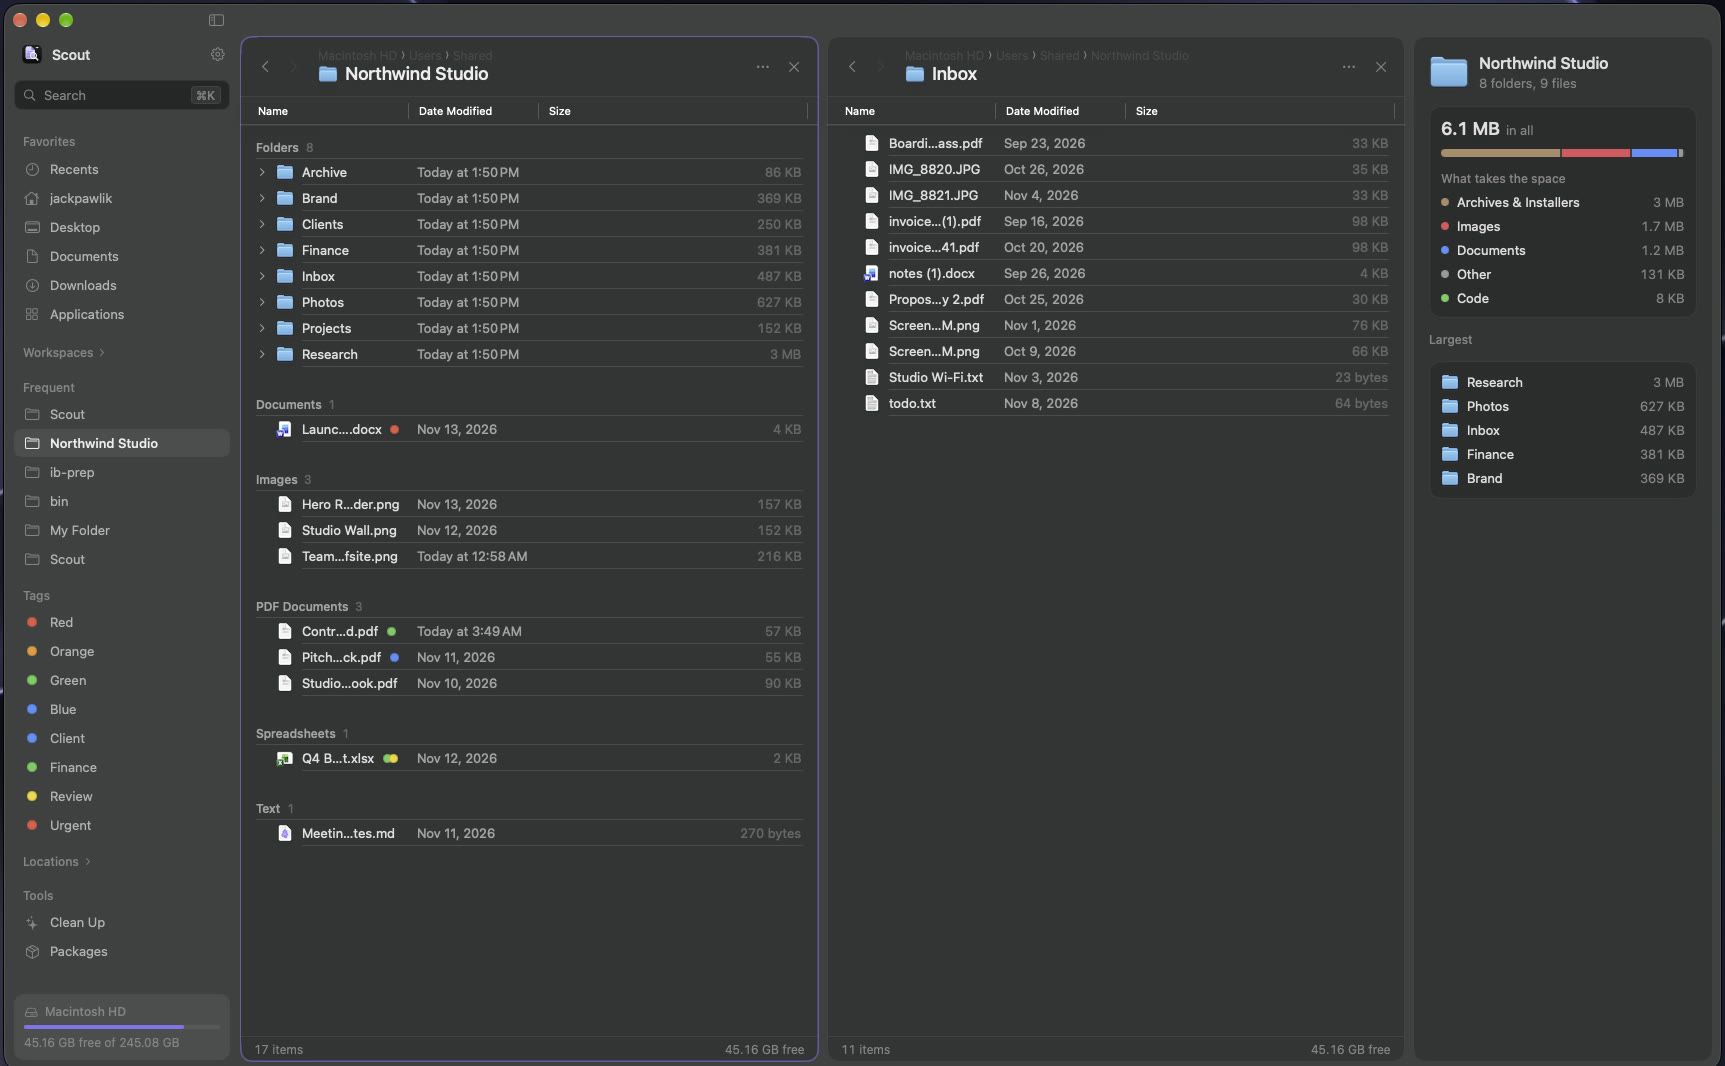 Scout
Search ⌘K
Favorites
Recents
jackpawlik
Desktop
Documents
Downloads
Applications
Workspaces
Frequent
Scout
Northwind Studio
ib-prep
bin
My Folder
Scout
Tags
Red
Orange
Green
Blue
Client
Finance
Review
Urgent
Locations
Tools
Clean Up
Packages
Macintosh HD
45.16 GB free of 245.08 GB
Macintosh HD › Users › Shared
Northwind Studio
Name Date Modified Size
Folders 8
Archive Today at 1:50 PM 86 KB
Brand Today at 1:50 PM 369 KB
Clients Today at 1:50 PM 250 KB
Finance Today at 1:50 PM 381 KB
Inbox Today at 1:50 PM 487 KB
Photos Today at 1:50 PM 627 KB
Projects Today at 1:50 PM 152 KB
Research Today at 1:50 PM 3 MB
Documents 1
Launc....docx Nov 13, 2026 4 KB
Images 3
Hero R...der.png Nov 13, 2026 157 KB
Studio Wall.png Nov 12, 2026 152 KB
Team...fsite.png Today at 12:58 AM 216 KB
PDF Documents 3
Contr...d.pdf Today at 3:49 AM 57 KB
Pitch...ck.pdf Nov 11, 2026 55 KB
Studio...ook.pdf Nov 10, 2026 90 KB
Spreadsheets 1
Q4 B...t.xlsx Nov 12, 2026 2 KB
Text 1
Meetin...tes.md Nov 11, 2026 270 bytes
17 items 45.16 GB free
Macintosh HD › Users › Shared › Northwind Studio
Inbox
Name Date Modified Size
Boardi...ass.pdf Sep 23, 2026 33 KB
IMG_8820.JPG Oct 26, 2026 35 KB
IMG_8821.JPG Nov 4, 2026 33 KB
invoice...(1).pdf Sep 16, 2026 98 KB
invoice...41.pdf Oct 20, 2026 98 KB
notes (1).docx Sep 26, 2026 4 KB
Propos...y 2.pdf Oct 25, 2026 30 KB
Screen...M.png Nov 1, 2026 76 KB
Screen...M.png Oct 9, 2026 66 KB
Studio Wi-Fi.txt Nov 3, 2026 23 bytes
todo.txt Nov 8, 2026 64 bytes
11 items 45.16 GB free
Northwind Studio
8 folders, 9 files
6.1 MB in all
What takes the space
Archives & Installers 3 MB
Images 1.7 MB
Documents 1.2 MB
Other 131 KB
Code 8 KB
Largest
Research 3 MB
Photos 627 KB
Inbox 487 KB
Finance 381 KB
Brand 369 KB